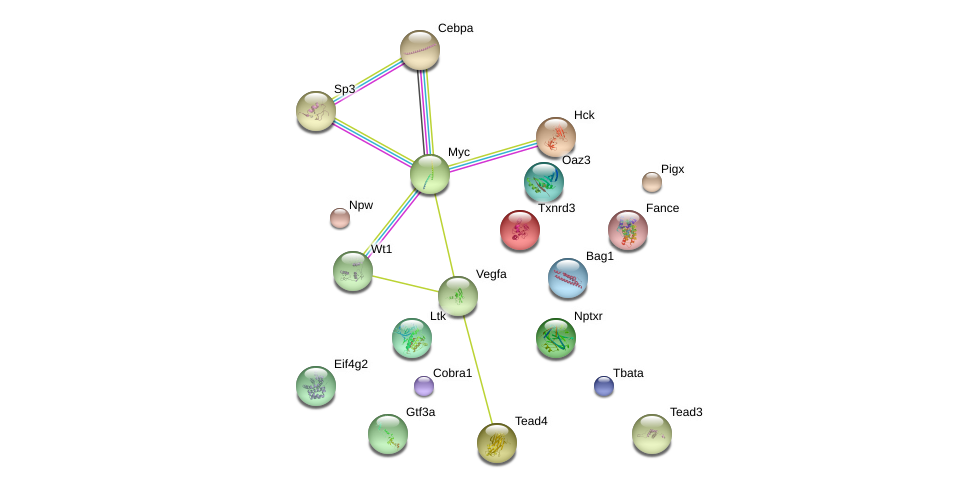 Cebpa
Sp3
Hck
Myc
Oaz3
Pigx
Npw
Txnrd3
Fance
Wt1
Bag1
Vegfa
Ltk
Nptxr
Eif4g2
Cobra1
Tbata
Gtf3a
Tead4
Tead3